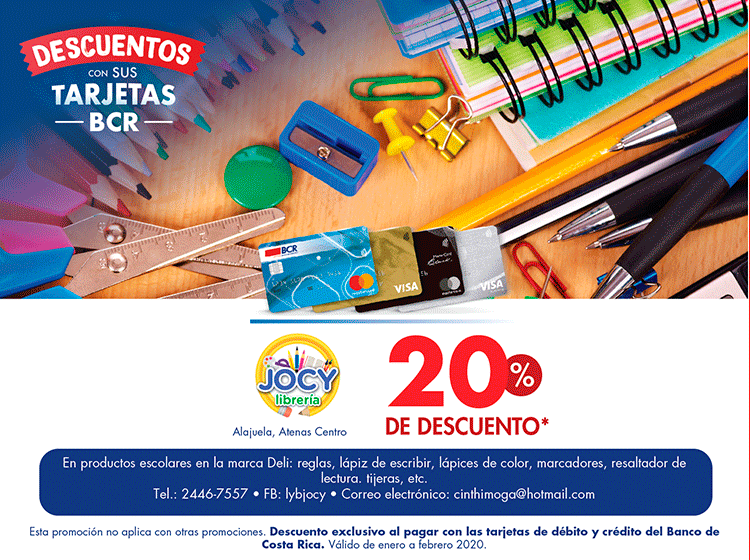 DESCUENTOS
CON SUS
TARJETAS
BCR
BCR
VISA
VISA
JOCY
librería
Alajuela, Atenas Centro
20%
DE DESCUENTO*
En productos escolares en la marca Deli: reglas, lápiz de escribir, lápices de color, marcadores, resaltador de
lectura. tijeras, etc.
Tel.: 2446-7557 • FB: lybjocy • Correo electrónico: cinthimoga@hotmail.com
Esta promoción no aplica con otras promociones. Descuento exclusivo al pagar con las tarjetas de débito y crédito del Banco de
Costa Rica. Válido de enero a febrero 2020.